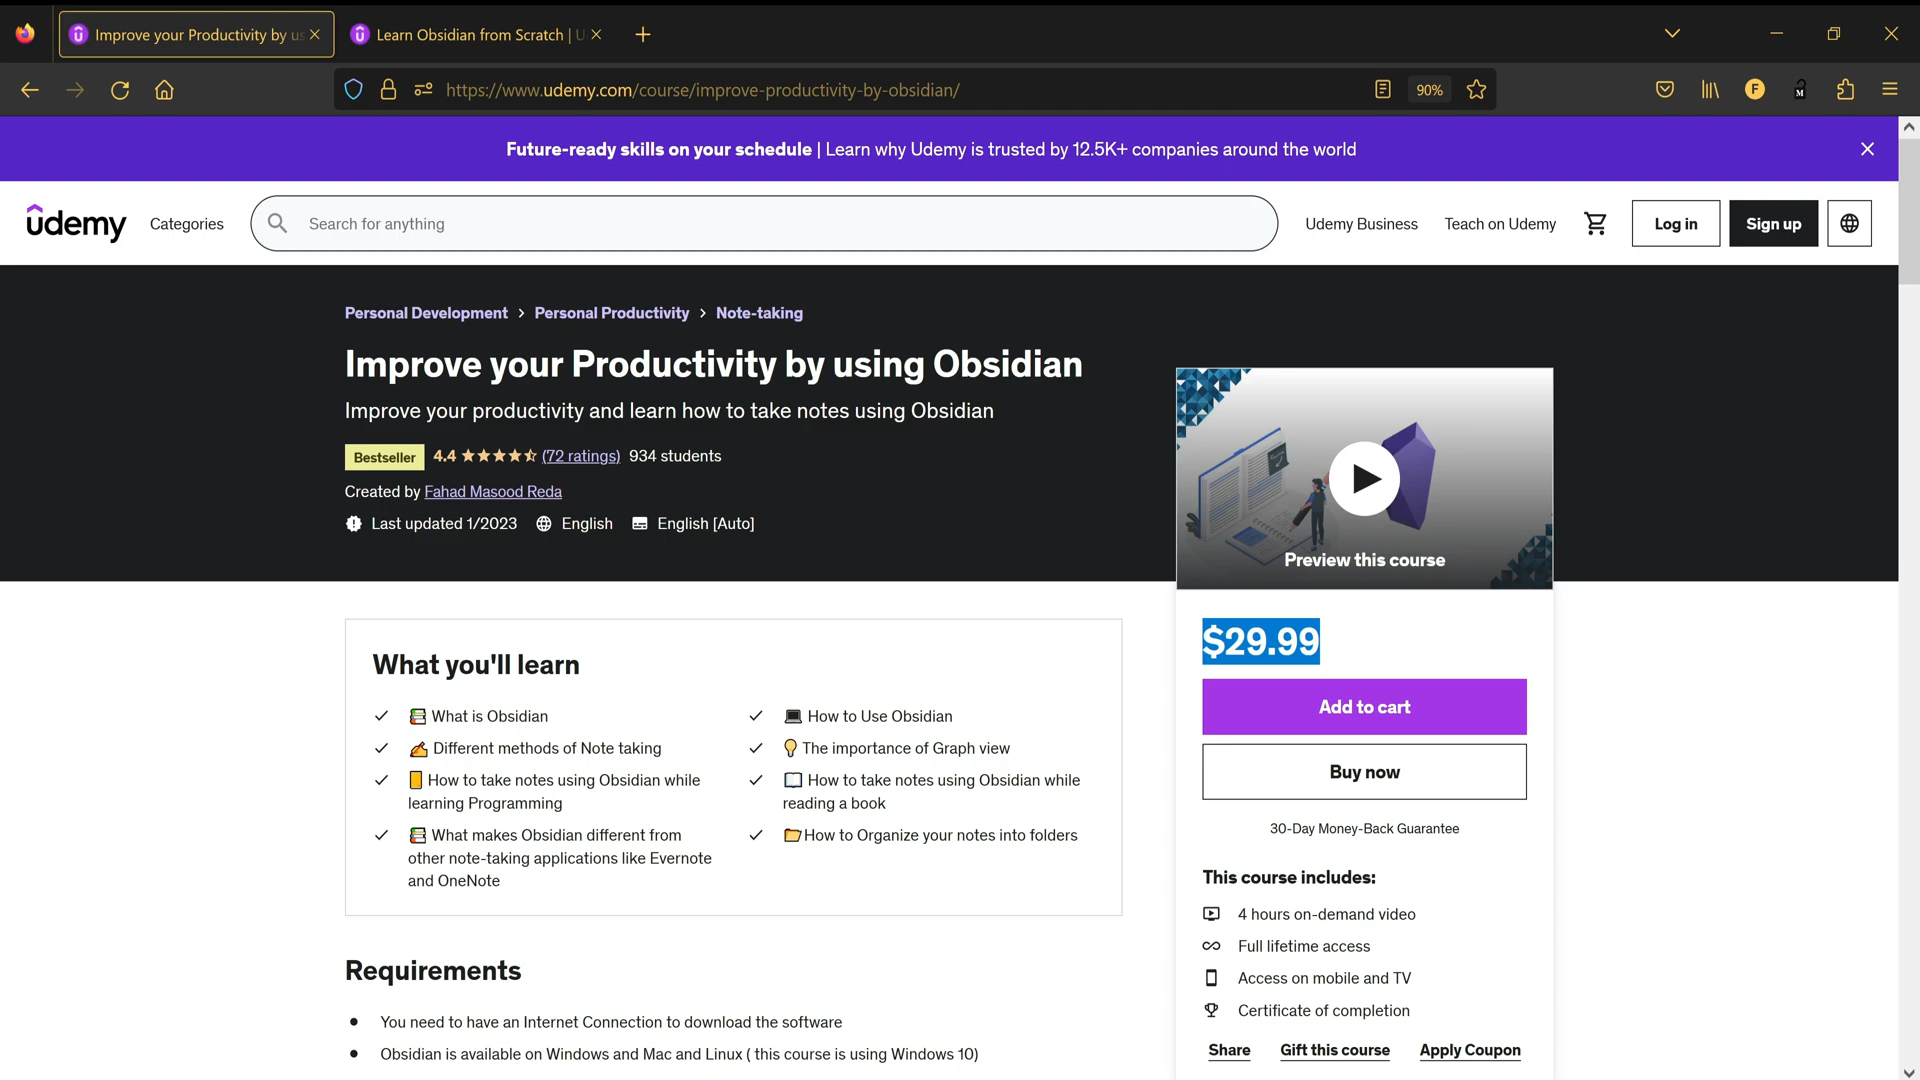 Improve your Productivity by us
Learn Obsidian from Scratch | U
https://www.udemy.com/course/improve-productivity-by-obsidian/
90%
F
M
Future-ready skills on your schedule | Learn why Udemy is trusted by 12.5K+ companies around the world
udemy
Categories
Search for anything
Udemy Business
Teach on Udemy
Log in
Sign up
Personal Development > Personal Productivity > Note-taking
Improve your Productivity by using Obsidian
Improve your productivity and learn how to take notes using Obsidian
Bestseller 4.4 (72 ratings) 934 students
Created by Fahad Masood Reda
Last updated 1/2023 English English [Auto]
Preview this course
What you'll learn
What is Obsidian
How to Use Obsidian
Different methods of Note taking
The importance of Graph view
How to take notes using Obsidian while
learning Programming
How to take notes using Obsidian while
reading a book
What makes Obsidian different from
other note-taking applications like Evernote
and OneNote
How to Organize your notes into folders
Requirements
You need to have an Internet Connection to download the software
Obsidian is available on Windows and Mac and Linux ( this course is using Windows 10)
$29.99
Add to cart
Buy now
30-Day Money-Back Guarantee
This course includes:
4 hours on-demand video
Full lifetime access
Access on mobile and TV
Certificate of completion
Share
Gift this course
Apply Coupon